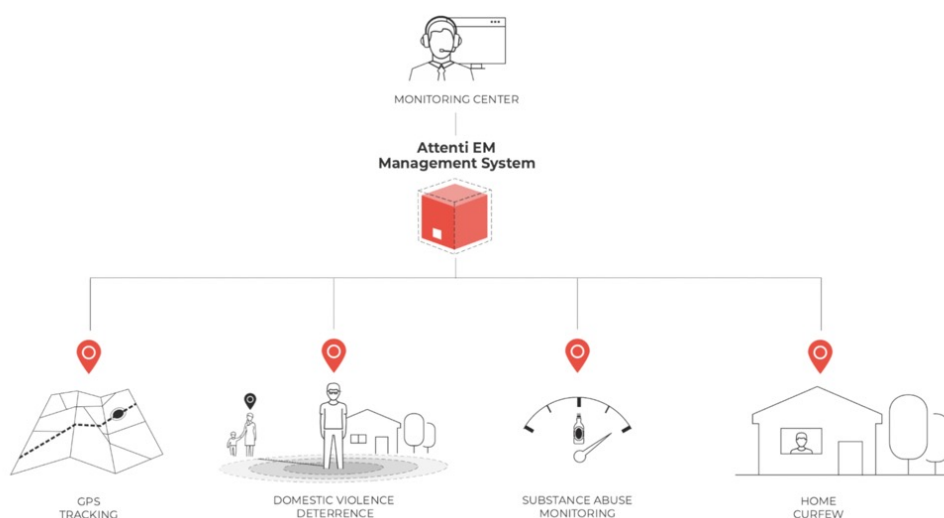 MONITORING CENTER
Attenti EM
Management System
GPS
TRACKING
DOMESTIC VIOLENCE
DETERRENCE
SUBSTANCE ABUSE
MONITORING
HOME
CURFEW